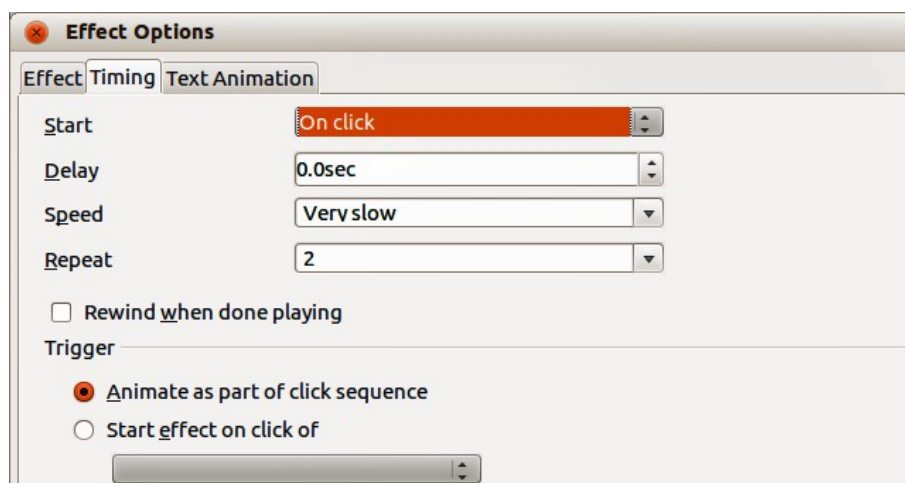 Effect Options
Effect Timing Text Animation
Start On click
Delay 0.0sec
Speed Very slow
Repeat 2
Rewind when done playing
Trigger
Animate as part of click sequence
Start effect on click of